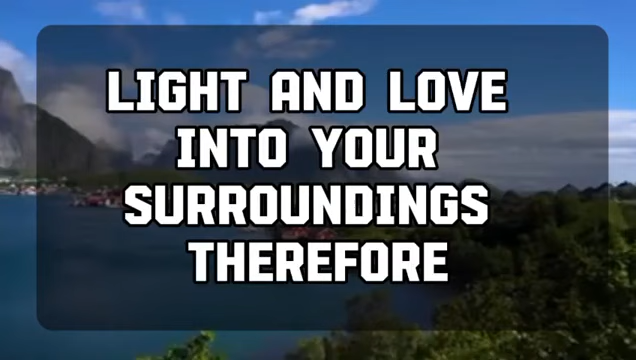 LIGHT AND LOVE
INTO YOUR
SURROUNDINGS
THEREFORE